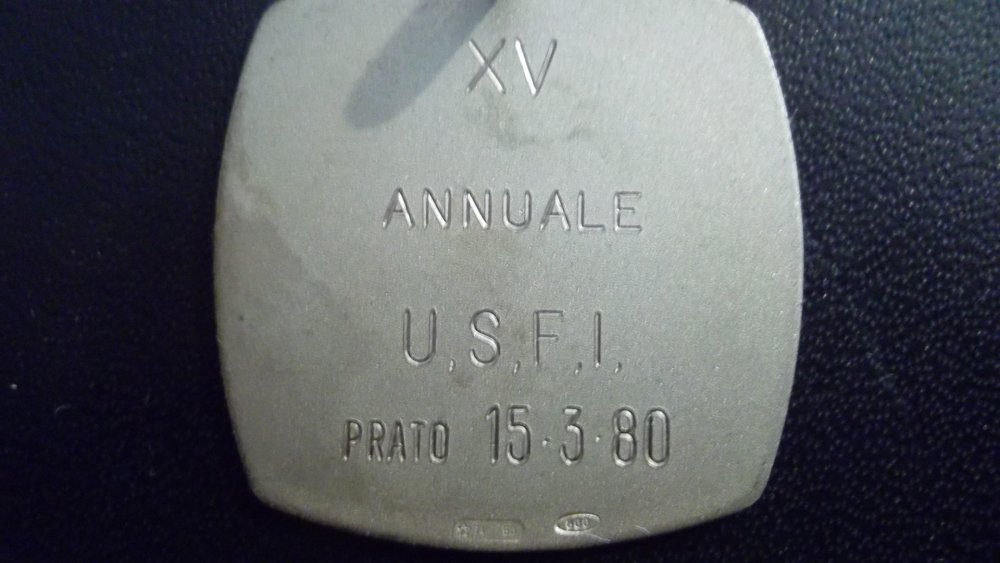 XV
ANNUALE
U.S.F.I.
PRATO 15·3·80